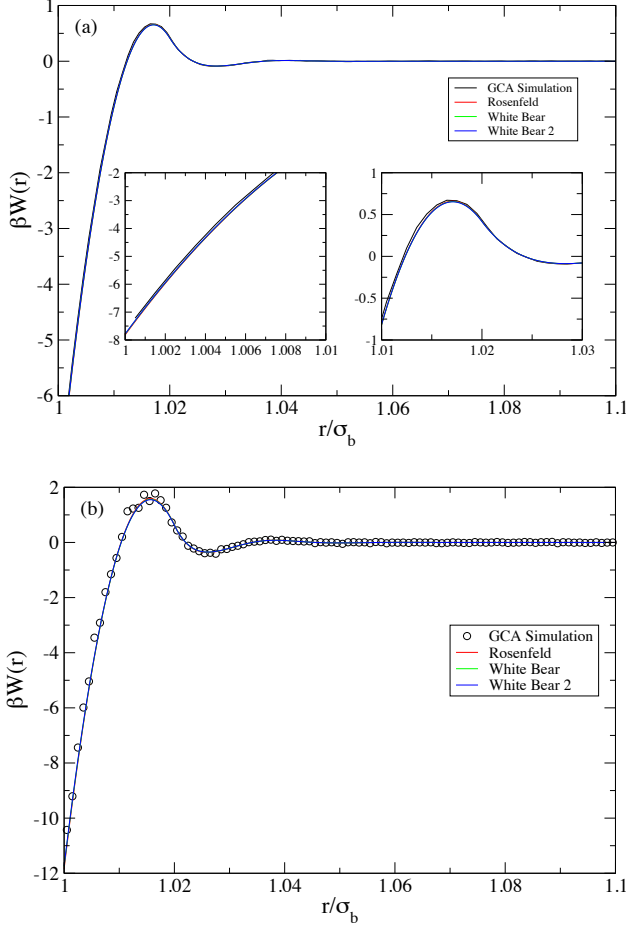 (a)
1
0
-1
-2
-3
-4
-5
-6
βW(r)
GCA Simulation
Rosenfeld
White Bear
White Bear 2
-2
-3
-4
-5
-6
-7
-8
1 1.002 1.004 1.006 1.008 1.01
1
0.5
0
-0.5
-1
1.01 1.02 1.03
1 1.02 1.04 1.06 1.08 1.1
r/σb
(b)
2
0
-2
-4
-6
-8
-10
-12
βW(r)
GCA Simulation
Rosenfeld
White Bear
White Bear 2
1 1.02 1.04 1.06 1.08 1.1
r/σb